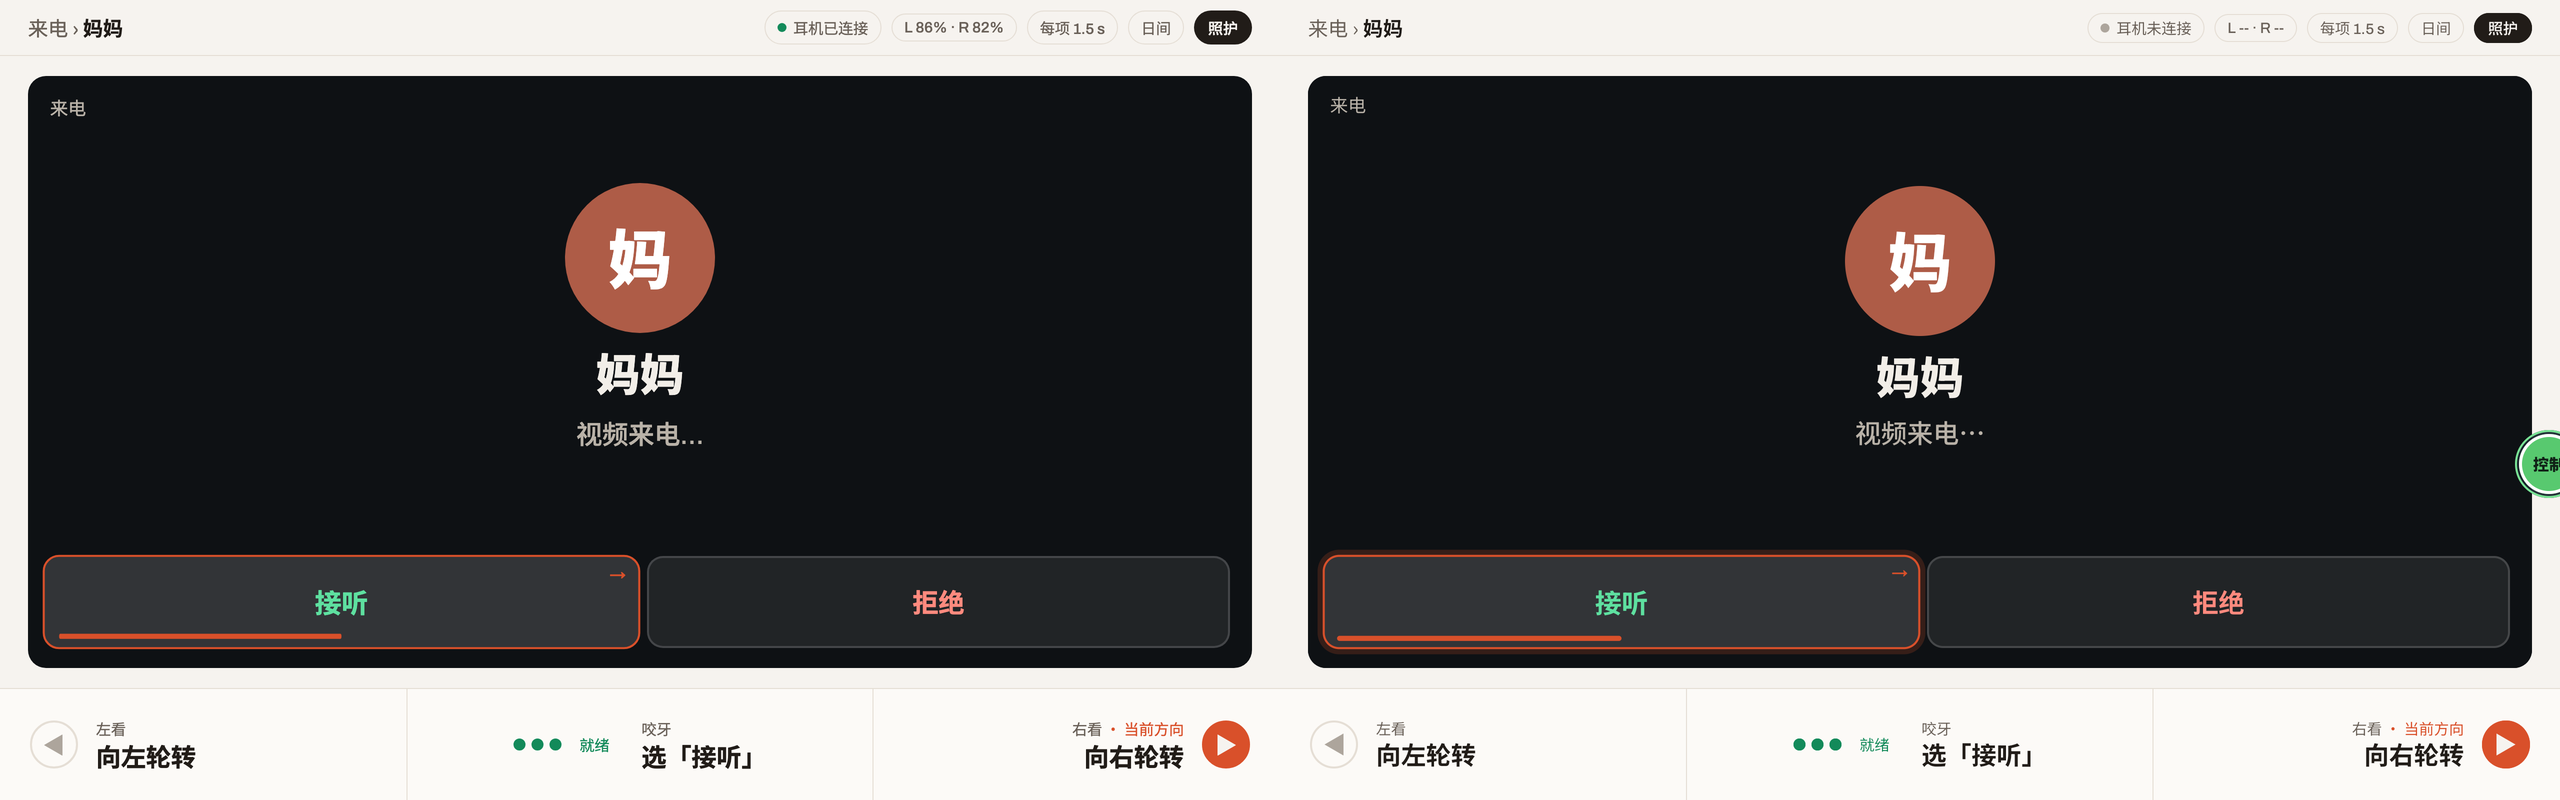 来电 › 妈妈
耳机已连接
L 86% · R 82%
每项 1.5 s
日间
照护
来电
妈
妈妈
视频来电...
→
接听
拒绝
左看
向左轮转
就绪
咬牙
选「接听」
右看 · 当前方向
向右轮转
来电 › 妈妈
耳机未连接
L -- · R --
每项 1.5 s
日间
照护
来电
妈
妈妈
视频来电···
→
接听
拒绝
左看
向左轮转
就绪
咬牙
选「接听」
右看 · 当前方向
向右轮转